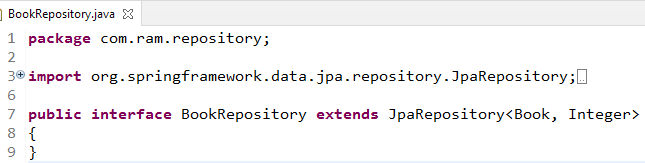 BookRepository.java
1 package com.ram.repository;
2
3 import org.springframework.data.jpa.repository.JpaRepository;
6
7 public interface BookRepository extends JpaRepository<Book, Integer>
8 {
9 }